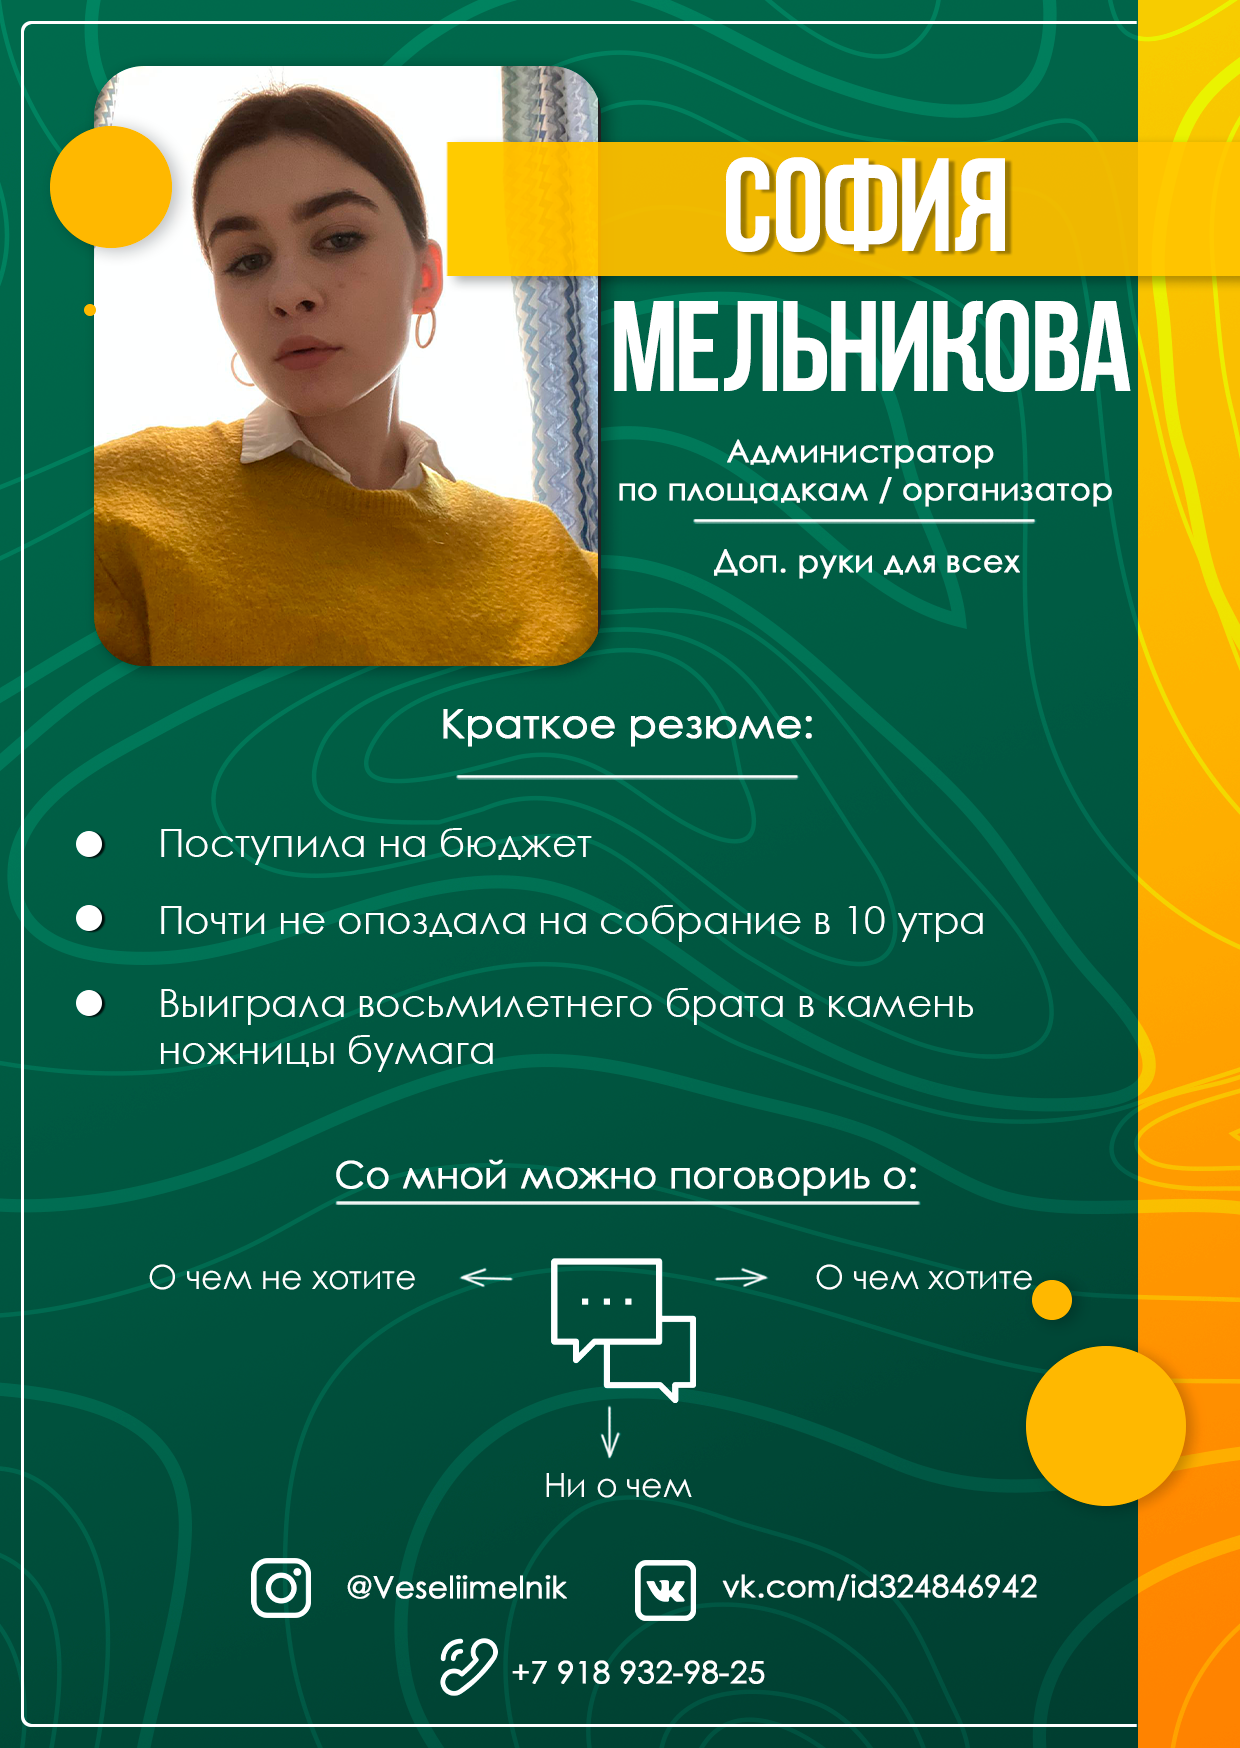 СОФИЯ
МЕЛЬНИКОВА
Администратор
по площадкам / организатор
Доп. руки для всех
Краткое резюме:
Поступила на бюджет
Почти не опоздала на собрание в 10 утра
Выиграла восьмилетнего брата в камень
ножницы бумага
Со мной можно поговориь о:
О чем не хотите
О чем хотите
Ни о чем
@Veseliimelnik
vk.com/id324846942
+7 918 932-98-25